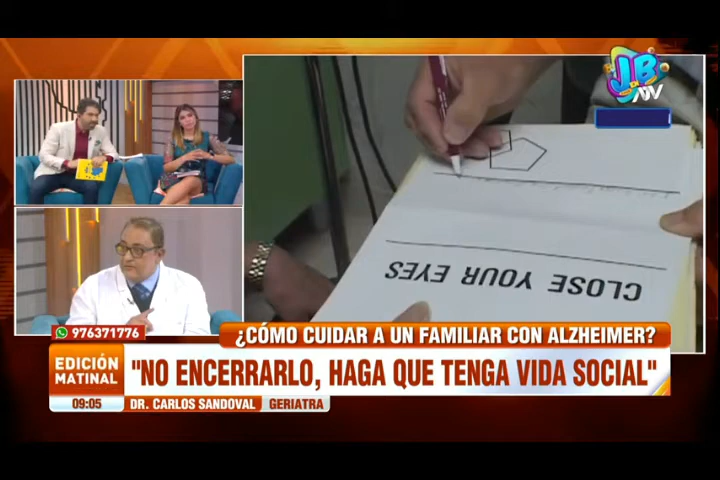 JB
ATV
CLOSE YOUR EYES
976371776
¿CÓMO CUIDAR A UN FAMILIAR CON ALZHEIMER?
EDICIÓN
MATINAL
"NO ENCERRARLO, HAGA QUE TENGA VIDA SOCIAL"
09:05
DR. CARLOS SANDOVAL
GERIATRA